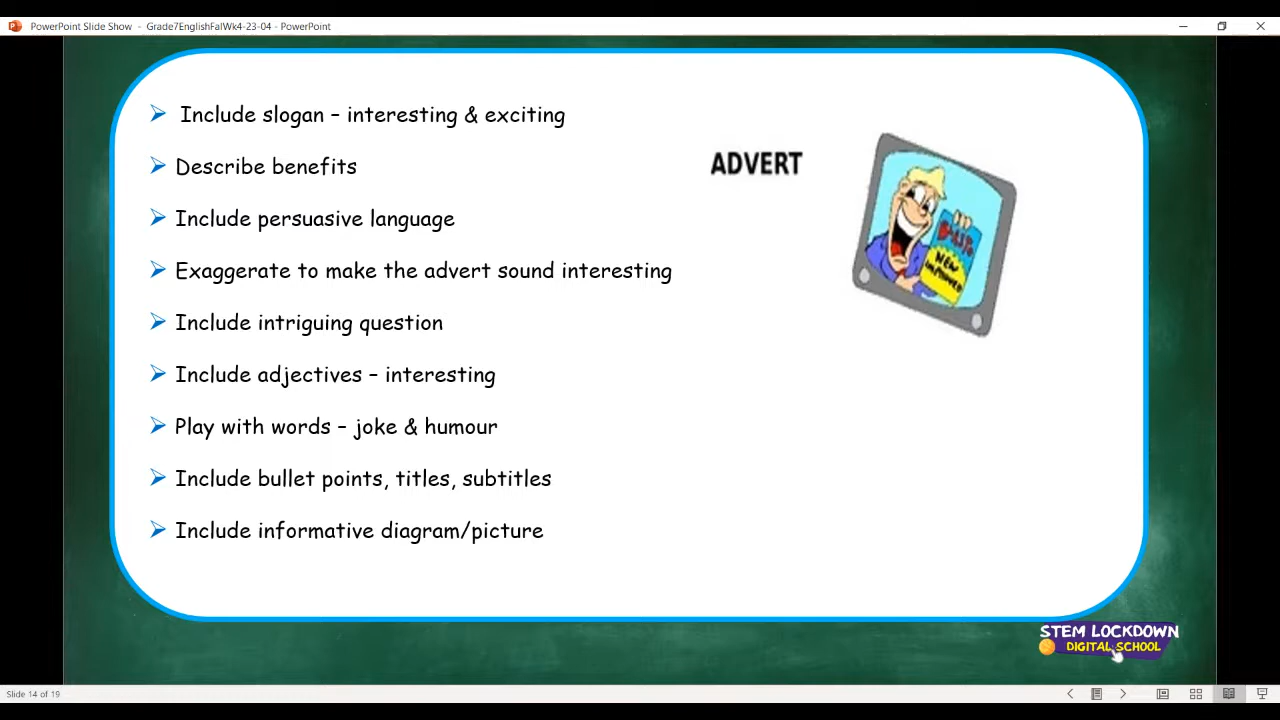 PowerPoint Slide Show - Grade7EnglishFalWk4-23-04 - PowerPoint
Include slogan – interesting & exciting
Describe benefits
Include persuasive language
Exaggerate to make the advert sound interesting
Include intriguing question
Include adjectives – interesting
Play with words – joke & humour
Include bullet points, titles, subtitles
Include informative diagram/picture
ADVERT
NEW
STEM LOCKDOWN
DIGITAL SCHOOL
Slide 14 of 19